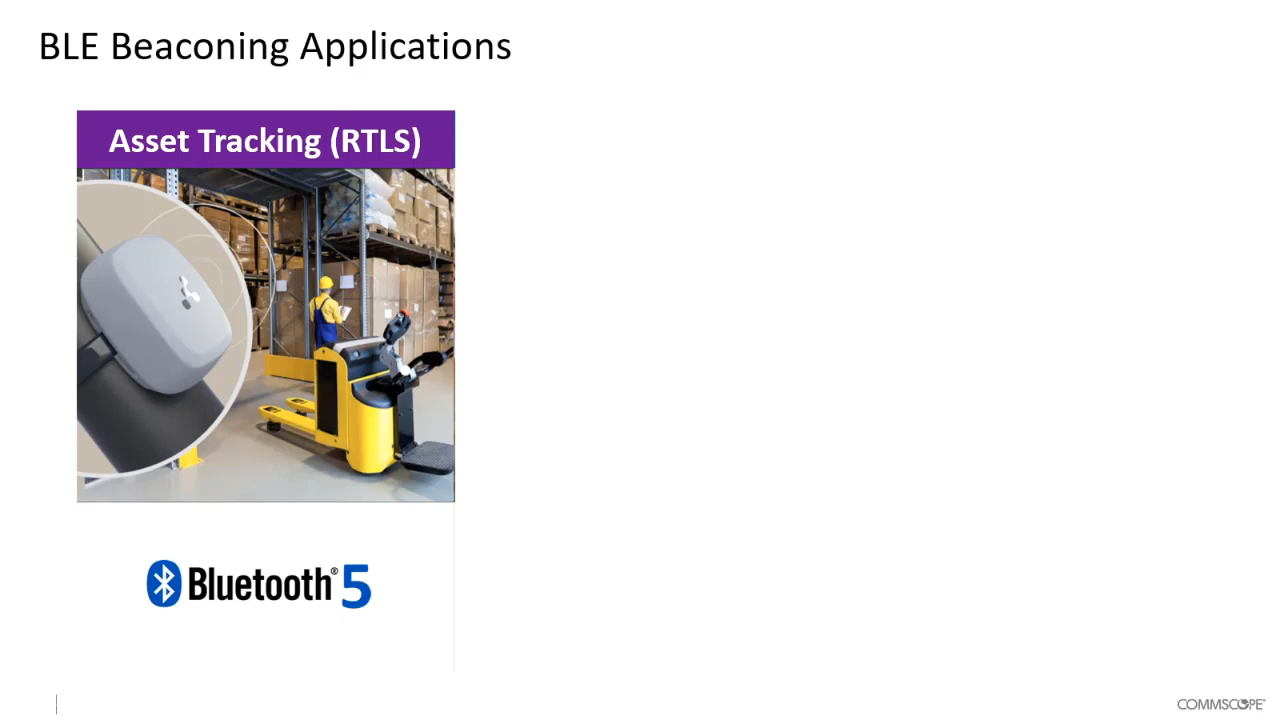 BLE Beaconing Applications
Asset Tracking (RTLS)
Bluetooth® 5
COMMSCOPE®